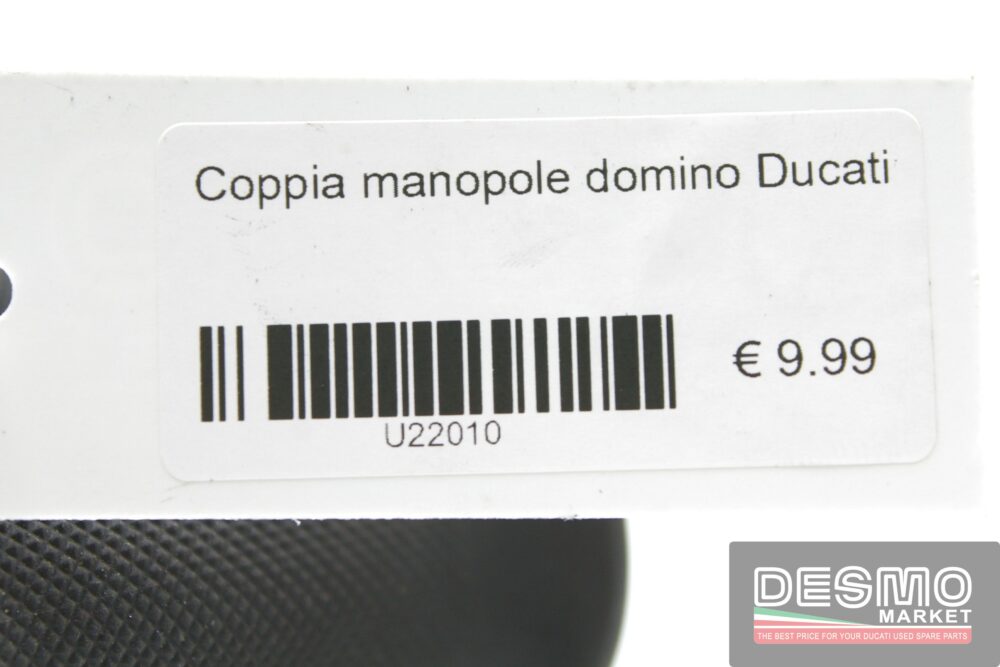 Coppia manopole domino Ducati
€ 9.99
U22010
DESMO
MARKET
THE BEST PRICE FOR YOUR DUCATI USED SPARE PARTS